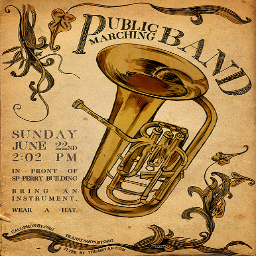 PUBLIC
MARCHING
BAND
SUNDAY
JUNE 22ND
2:02 PM
IN FRONT OF
SP PERRY BUILDING
BRING AN
INSTRUMENT.
WEAR A HAT.